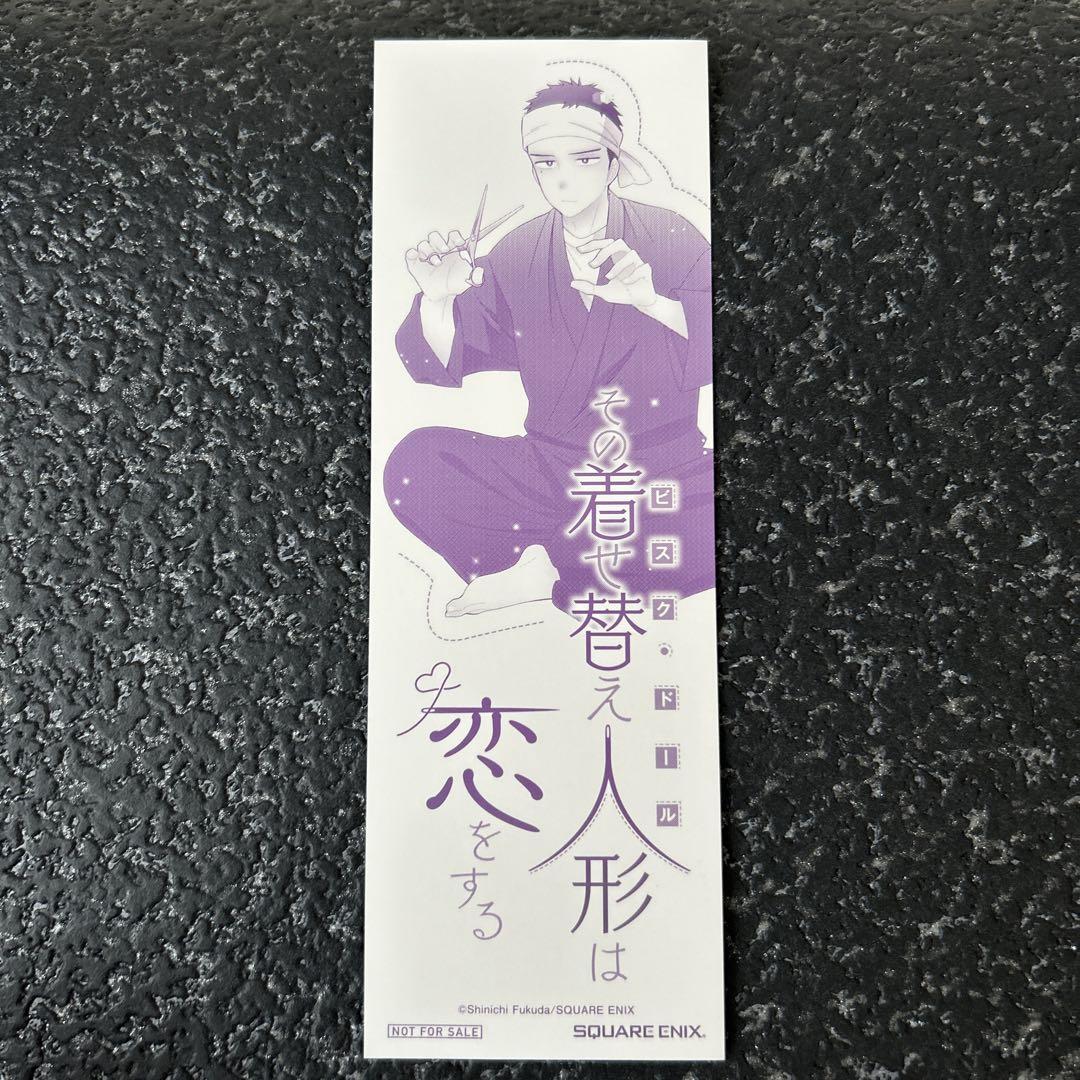 その着せ替え人形は
ビスク・ドール
恋をする
©Shinichi Fukuda/SQUARE ENIX
NOT FOR SALE
SQUARE ENIX.